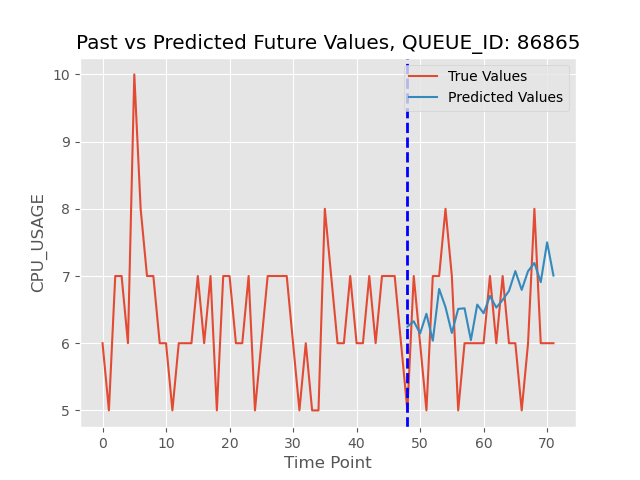 Past vs Predicted Future Values, QUEUE_ID: 86865
True Values
Predicted Values
CPU_USAGE
10
9
8
7
6
5
0 10 20 30 40 50 60 70
Time Point